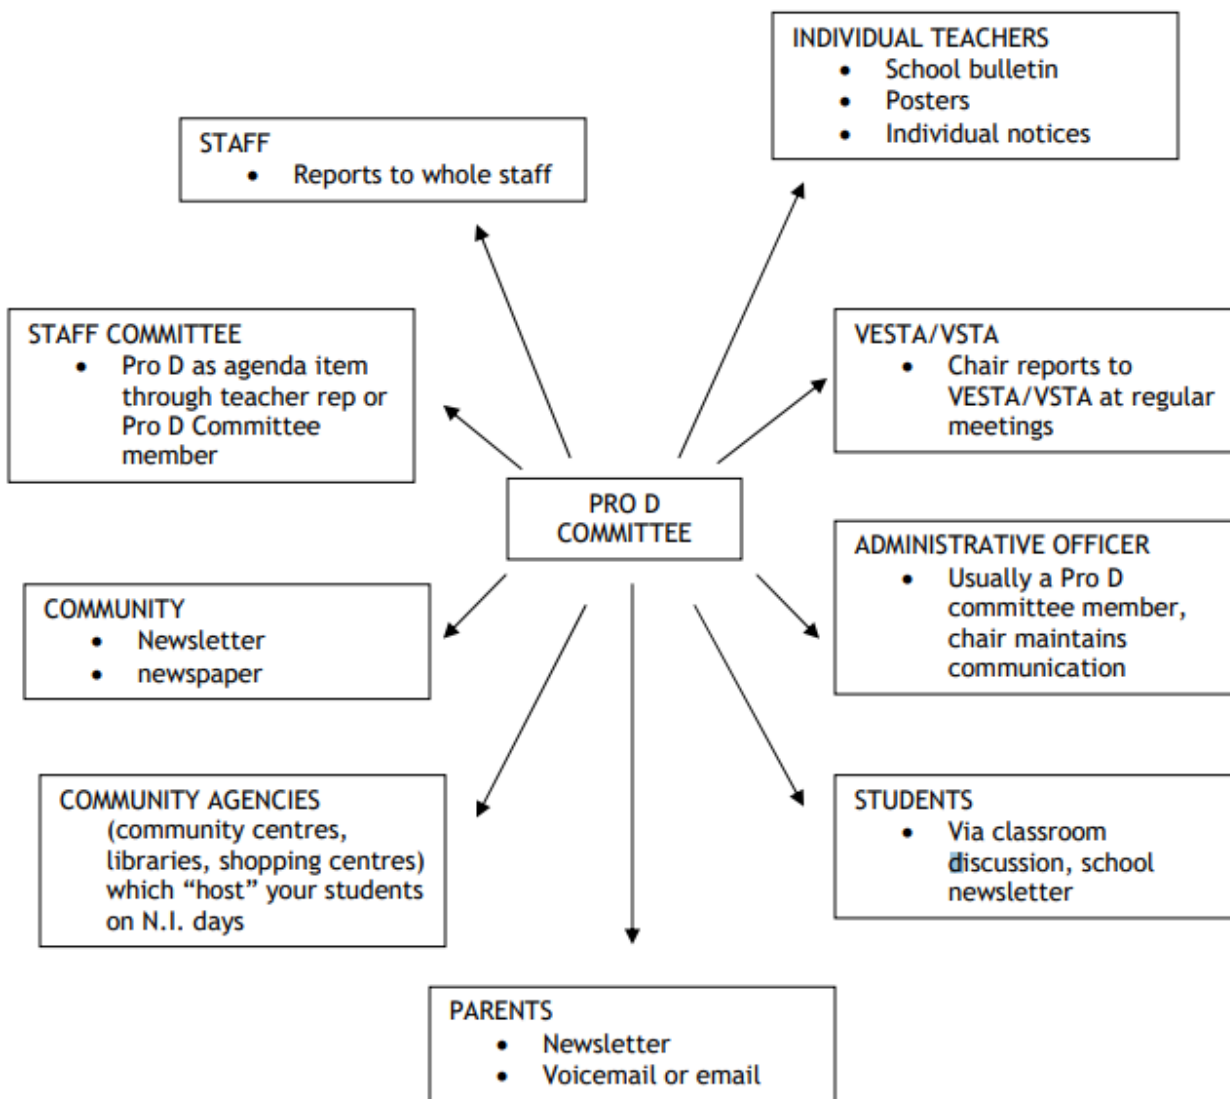 INDIVIDUAL TEACHERS
• School bulletin
• Posters
• Individual notices
STAFF
• Reports to whole staff
STAFF COMMITTEE
• Pro D as agenda item
through teacher rep or
Pro D Committee
member
VESTA/VSTA
• Chair reports to
VESTA/VSTA at regular
meetings
PRO D
COMMITTEE
ADMINISTRATIVE OFFICER
• Usually a Pro D
committee member,
chair maintains
communication
COMMUNITY
• Newsletter
• newspaper
COMMUNITY AGENCIES
(community centres,
libraries, shopping centres)
which “host” your students
on N.I. days
STUDENTS
• Via classroom
discussion, school
newsletter
PARENTS
• Newsletter
• Voicemail or email